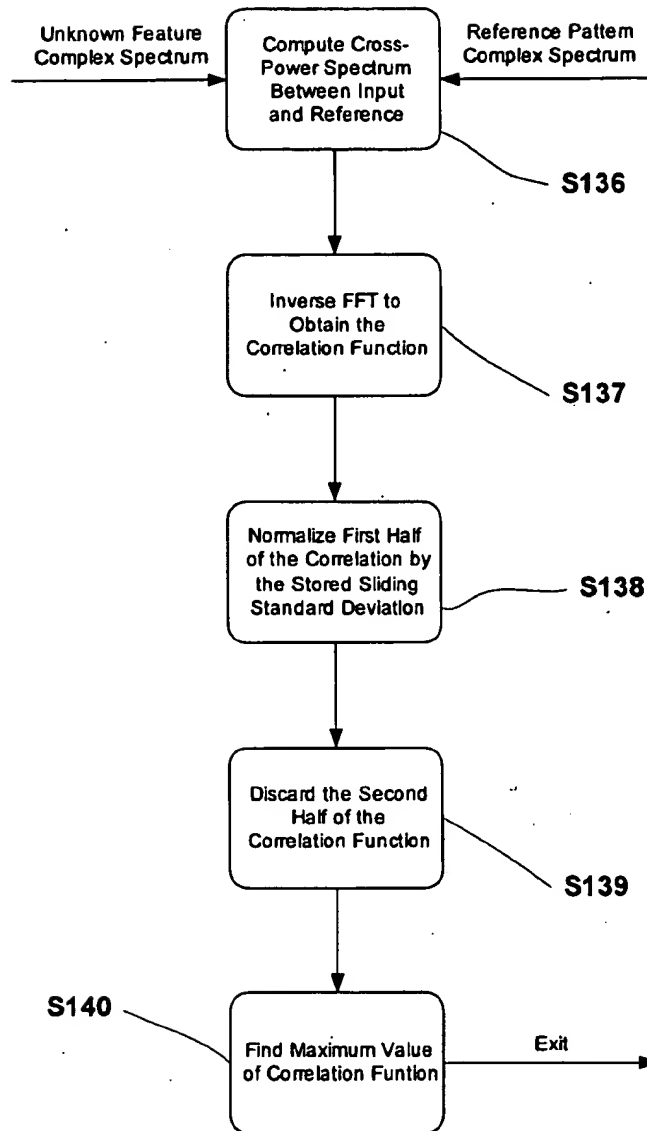 Unknown Feature
Complex Spectrum
Compute Cross-
Power Spectrum
Between Input
and Reference
Reference Pattern
Complex Spectrum
S136
Inverse FFT to
Obtain the
Correlation Function
S137
Normalize First Half
of the Correlation by
the Stored Sliding
Standard Deviation
S138
Discard the Second
Half of the
Correlation Function
S139
S140
Find Maximum Value
of Correlation Funtion
Exit